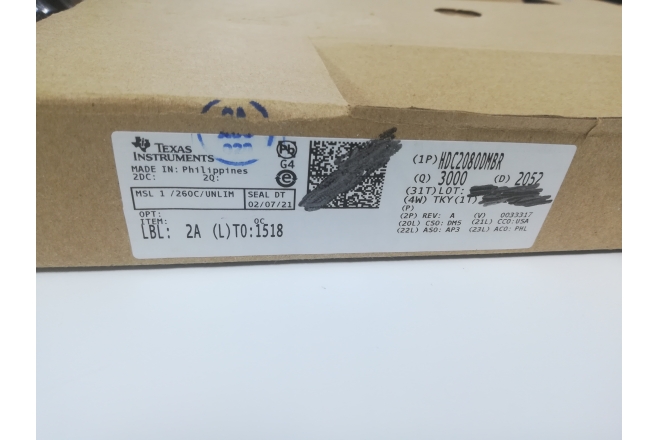 TEXAS
INSTRUMENTS
MADE IN: Philippines
2DC: 2Q:
MSL 1 /260C/UNLIM SEAL DT
02/07/21
OPT:
ITEM: 0C
LBL: 2A (L)TO:1518
Pb
G4
e
(1P) HDC2080DMBR
(Q) 3000 (D) 2052
(31T)LOT:
(4W) TKY(1T)
(P)
(2P) REV: A (V) 0033317
(20L) CSO: DM5 (21L) CCO:USA
(22L) ASO: AP3 (23L) ACO: PHL